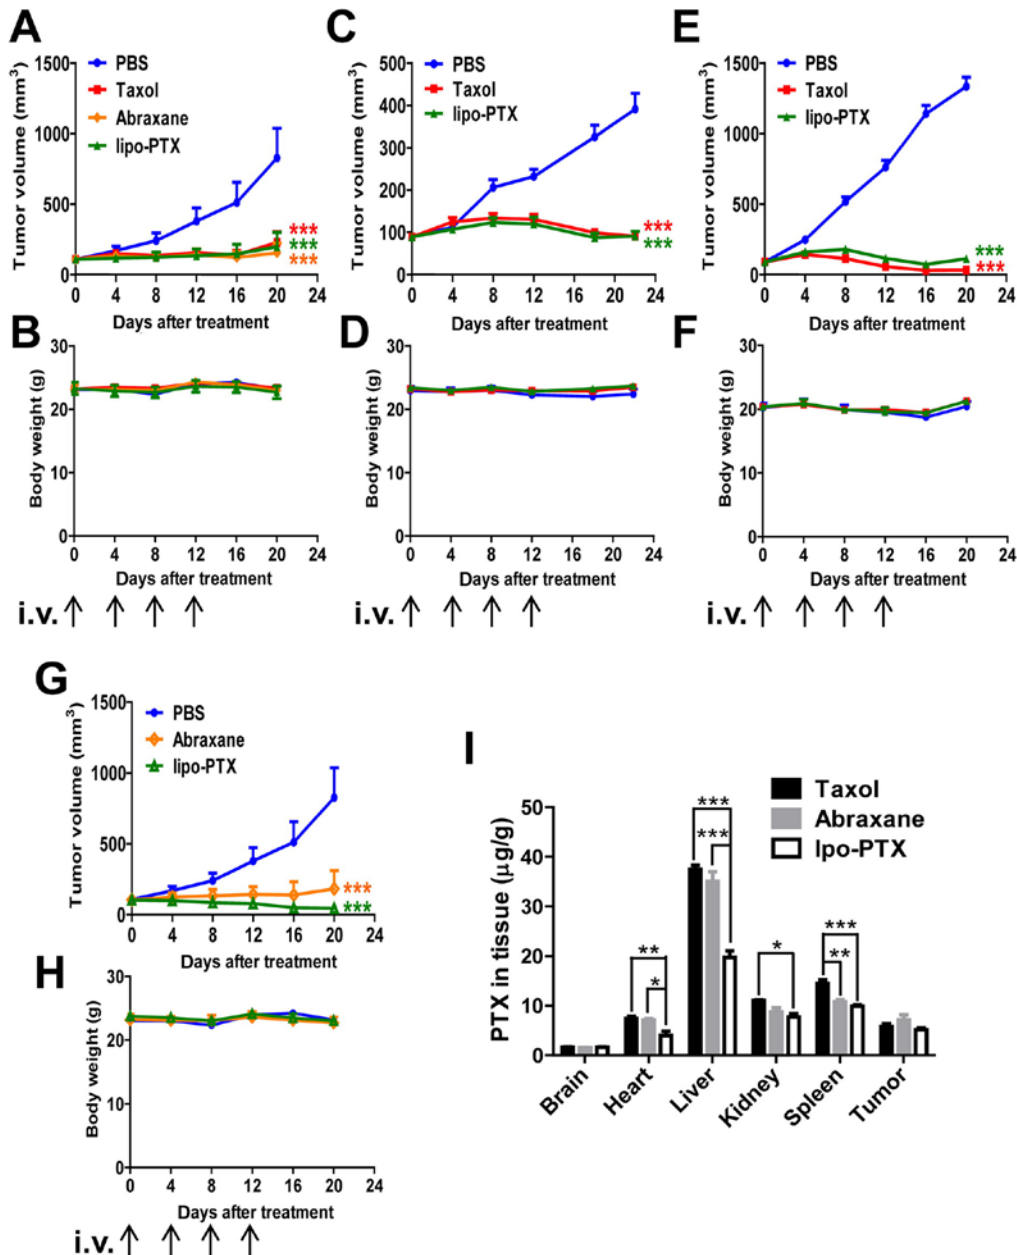 A
Tumor volume (mm³)
1500
1000
500
0
PBS
Taxol
Abraxane
lipo-PTX
***
***
***
0 4 8 12 16 20 24
Days after treatment
C
Tumor volume (mm³)
500
400
300
200
100
0
PBS
Taxol
lipo-PTX
***
***
0 4 8 12 16 20 24
Days after treatment
E
Tumor volume (mm³)
1500
1000
500
0
PBS
Taxol
lipo-PTX
***
***
0 4 8 12 16 20 24
Days after treatment
B
Body weight (g)
30
20
10
0
0 4 8 12 16 20 24
Days after treatment
i.v.
D
Body weight (g)
30
20
10
0
0 4 8 12 16 20 24
Days after treatment
i.v.
F
Body weight (g)
30
20
10
0
0 4 8 12 16 20 24
Days after treatment
i.v.
G
Tumor volume (mm³)
1500
1000
500
0
PBS
Abraxane
lipo-PTX
***
***
0 4 8 12 16 20 24
Days after treatment
H
Body weight (g)
30
20
10
0
0 4 8 12 16 20 24
Days after treatment
i.v.
I
PTX in tissue (µg/g)
50
40
30
20
10
0
Taxol
Abraxane
lpo-PTX
**
*
***
***
*
***
**
Brain
Heart
Liver
Kidney
Spleen
Tumor